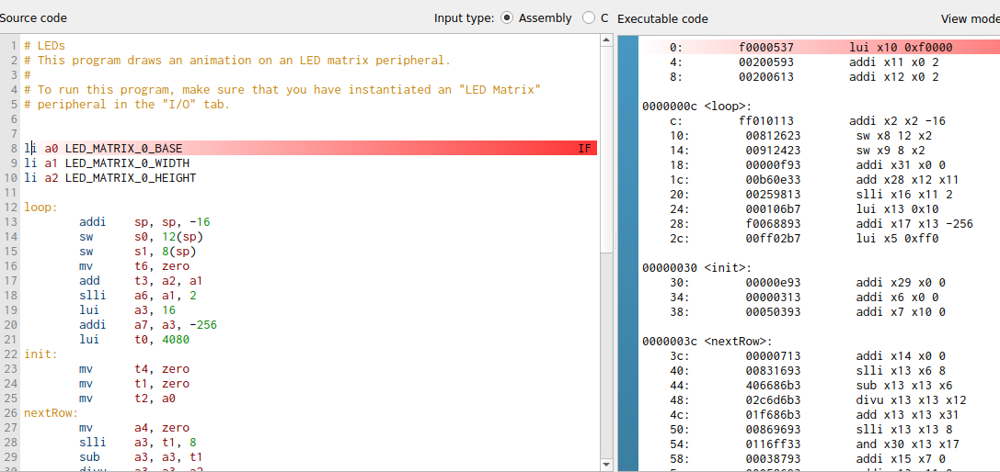 Source code Input type: Assembly C Executable code View mode
1 # LEDs
2 # This program draws an animation on an LED matrix peripheral.
3 #
4 # To run this program, make sure that you have instantiated an "LED Matrix"
5 # peripheral in the "I/O" tab.
6
7
8 li a0 LED_MATRIX_0_BASE IF
9 li a1 LED_MATRIX_0_WIDTH
10 li a2 LED_MATRIX_0_HEIGHT
11
12 loop:
13 addi sp, sp, -16
14 sw s0, 12(sp)
15 sw s1, 8(sp)
16 mv t6, zero
17 add t3, a2, a1
18 slli a6, a1, 2
19 lui a3, 16
20 addi a7, a3, -256
21 lui t0, 4080
22 init:
23 mv t4, zero
24 mv t1, zero
25 mv t2, a0
26 nextRow:
27 mv a4, zero
28 slli a3, t1, 8
29 sub a3, a3, t1
30 divu a3, a3, a2
0: f0000537 lui x10 0xf0000
4: 00200593 addi x11 x0 2
8: 00200613 addi x12 x0 2
0000000c <loop>:
c: ff010113 addi x2 x2 -16
10: 00812623 sw x8 12 x2
14: 00912423 sw x9 8 x2
18: 00000f93 addi x31 x0 0
1c: 00b60e33 add x28 x12 x11
20: 00259813 slli x16 x11 2
24: 000106b7 lui x13 0x10
28: f0068893 addi x17 x13 -256
2c: 00ff02b7 lui x5 0xff0
00000030 <init>:
30: 00000e93 addi x29 x0 0
34: 00000313 addi x6 x0 0
38: 00050393 addi x7 x10 0
0000003c <nextRow>:
3c: 00000713 addi x14 x0 0
40: 00831693 slli x13 x6 8
44: 406686b3 sub x13 x13 x6
48: 02c6d6b3 divu x13 x13 x12
4c: 01f686b3 add x13 x13 x31
50: 00869693 slli x13 x13 8
54: 0116ff33 and x30 x13 x17
58: 00038793 addi x15 x7 0